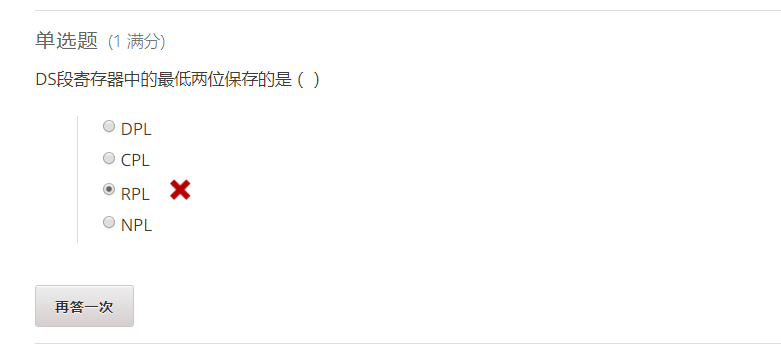 单选题 (1 满分)
DS段寄存器中的最低两位保存的是 ( )
DPL
CPL
RPL
NPL
再答一次